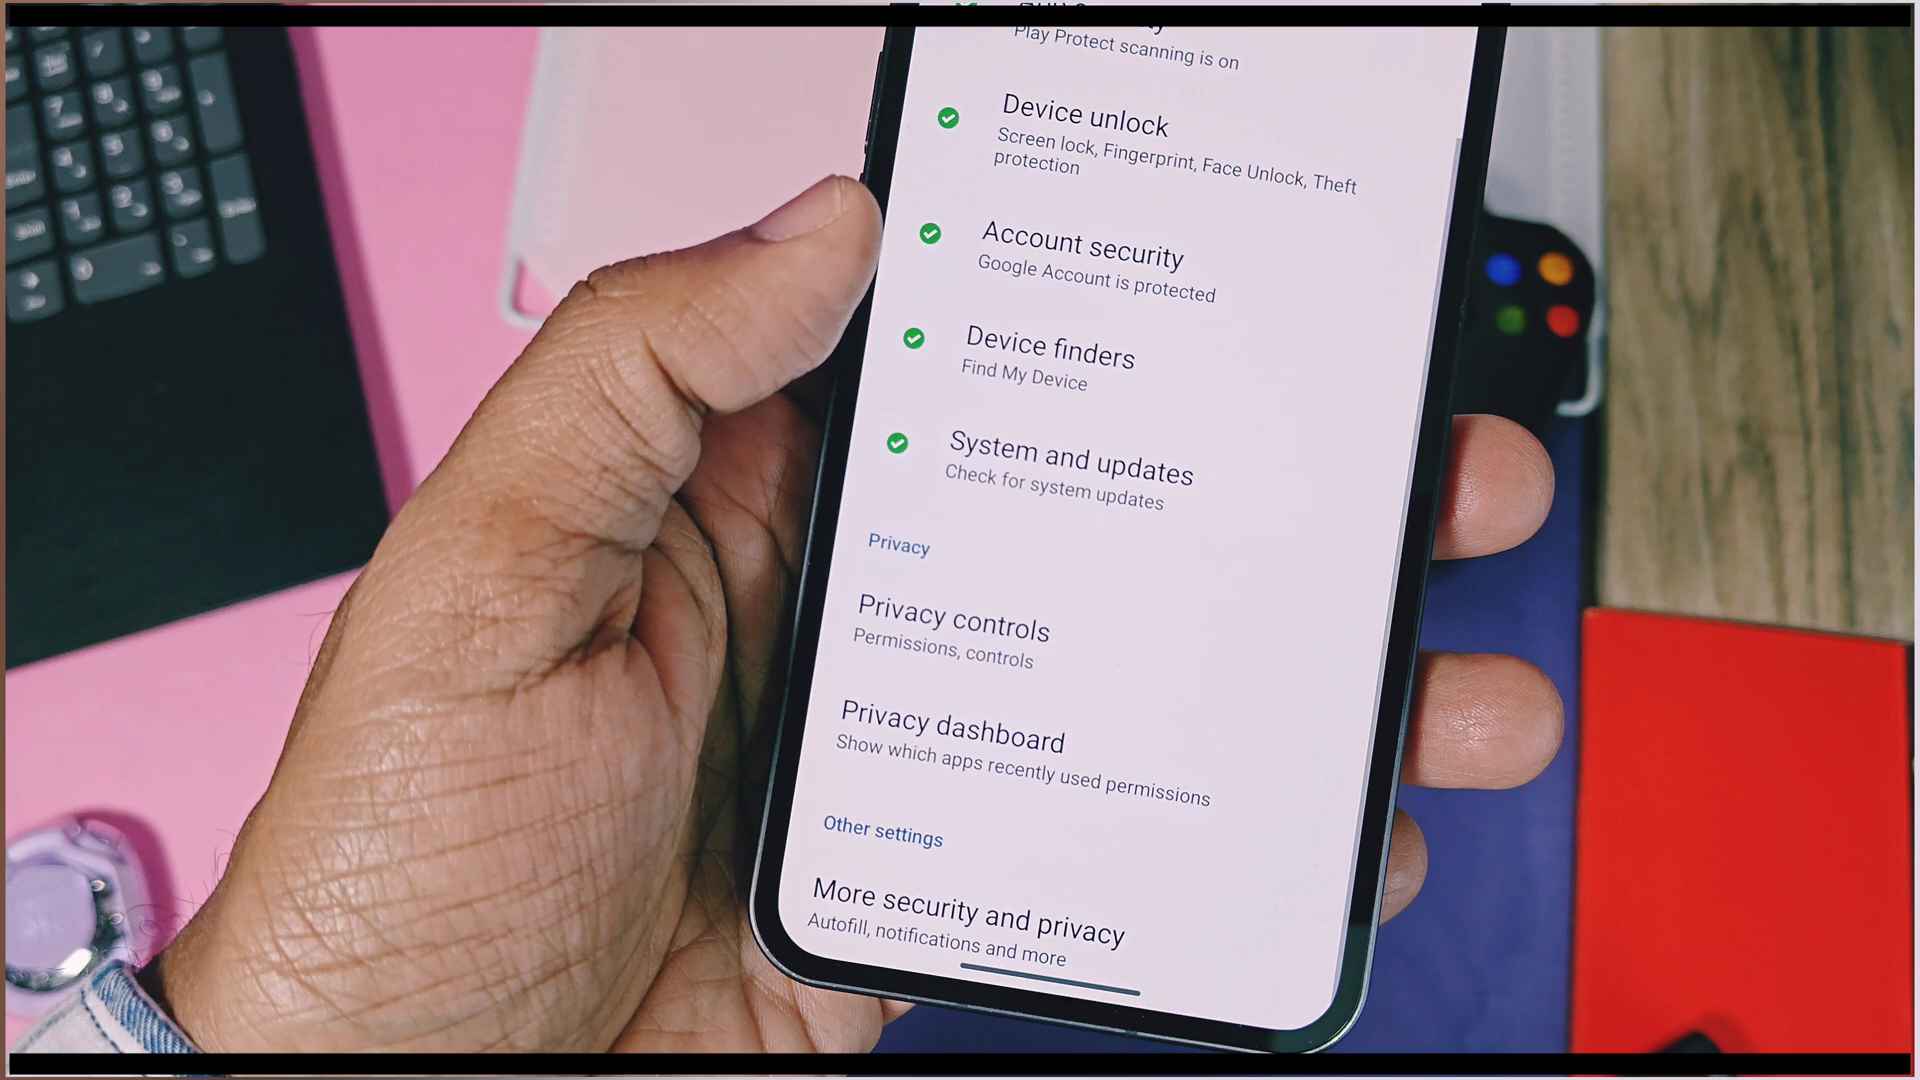 Play Protect scanning is on
Device unlock
Screen lock, Fingerprint, Face Unlock, Theft
protection
Account security
Google Account is protected
Device finders
Find My Device
System and updates
Check for system updates
Privacy
Privacy controls
Permissions, controls
Privacy dashboard
Show which apps recently used permissions
Other settings
More security and privacy
Autofill, notifications and more